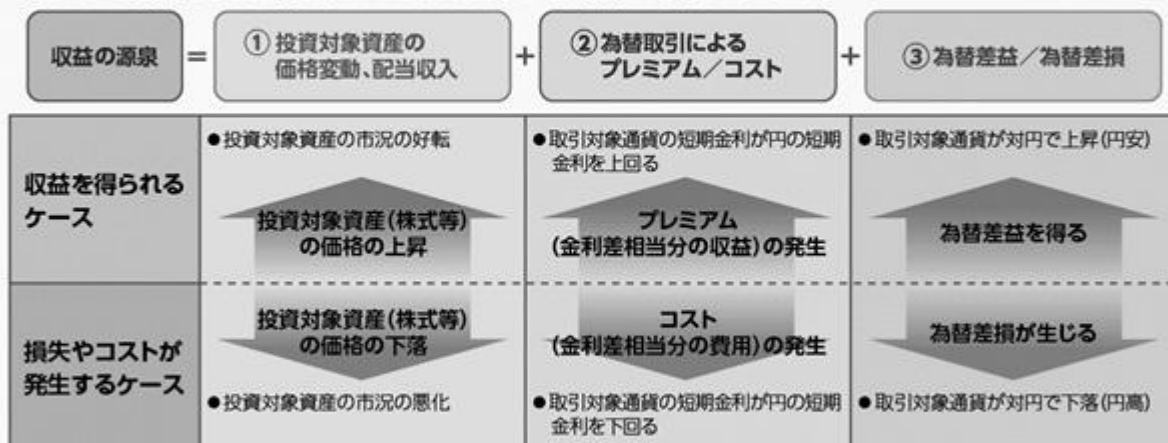 収益の源泉
=
①投資対象資産の
価格変動、配当収入
+
②為替取引による
プレミアム／コスト
+
③為替差益／為替差損
収益を得られる
ケース
●投資対象資産の市況の好転
投資対象資産(株式等)
の価格の上昇
●取引対象通貨の短期金利が円の短期
金利を上回る
プレミアム
(金利差相当分の収益)の発生
●取引対象通貨が対円で上昇(円安)
為替差益を得る
損失やコストが
発生するケース
投資対象資産(株式等)
の価格の下落
●投資対象資産の市況の悪化
コスト
(金利差相当分の費用)の発生
●取引対象通貨の短期金利が円の短期
金利を下回る
為替差損が生じる
●取引対象通貨が対円で下落(円高)